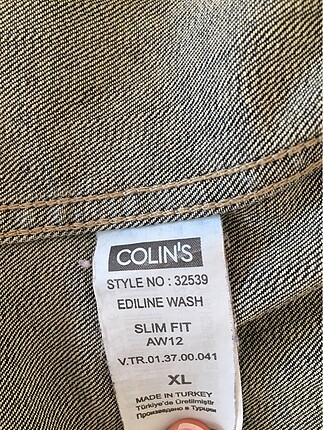 COLIN'S
STYLE NO : 32539
EDILINE WASH
SLIM FIT
AW12
V.TR.01.37.00.041
XL
MADE IN TURKEY
Türkiye'de Üretilmiştir
Произведено в Турции